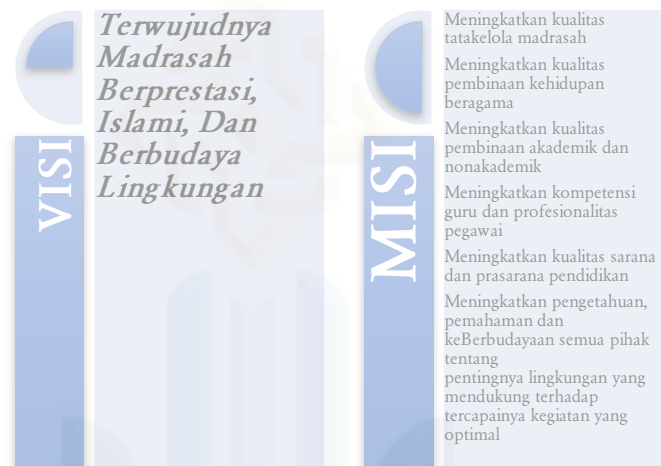 VISI
Terwujudnya
Madrasah
Berprestasi,
Islami, Dan
Berbudaya
Lingkungan
MISI
Meningkatkan kualitas
tatakelola madrasah
Meningkatkan kualitas
pembinaan kehidupan
beragama
Meningkatkan kualitas
pembinaan akademik dan
nonakademik
Meningkatkan kompetensi
guru dan profesionalitas
pegawai
Meningkatkan kualitas sarana
dan prasarana pendidikan
Meningkatkan pengetahuan,
pemahaman dan
keBerbudayaan semua pihak
tentang
pentingnya lingkungan yang
mendukung terhadap
tercapainya kegiatan yang
optimal